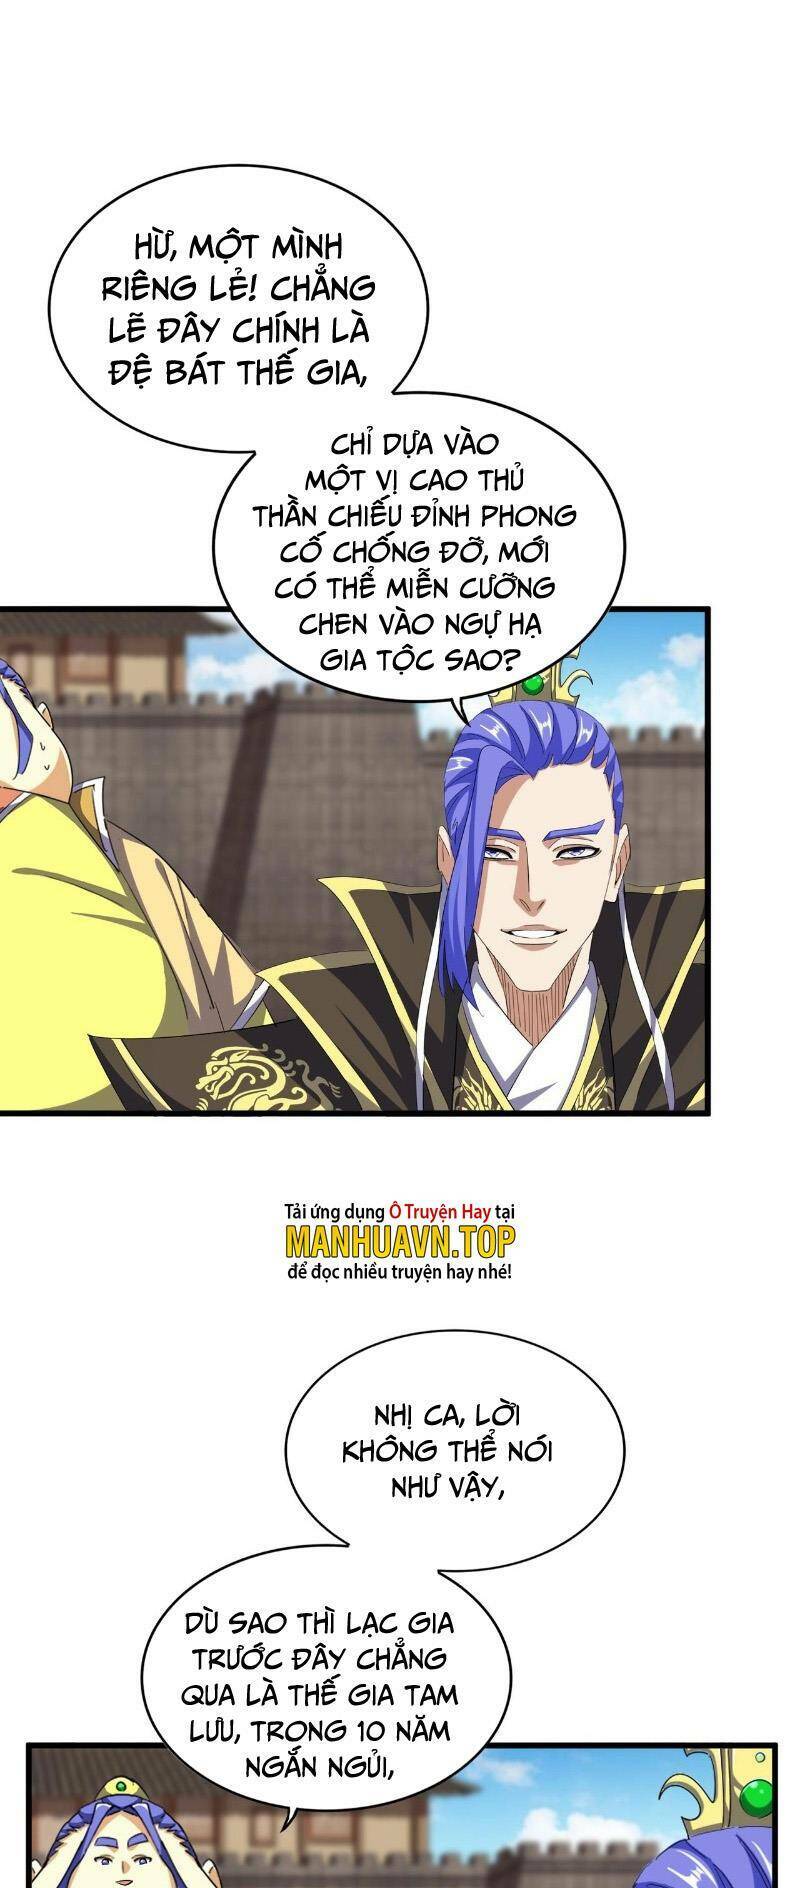 HỪ, MỘT MÌNH
RIÊNG LẺ! CHẲNG
LẼ ĐÂY CHÍNH LÀ
ĐỆ BÁT THẾ GIA,
CHỈ DỰA VÀO
MỘT VỊ CAO THỦ
THẦN CHIẾU ĐỈNH PHONG
CỐ CHỐNG ĐỠ, MỚI
CÓ THỂ MIỄN CƯỠNG
CHEN VÀO NGỰ HẠ
GIA TỘC SAO?
Tải ứng dụng Ô Truyện Hay tại
MANHUAVN.TOP
để đọc nhiều truyện hay nhé!
NHỊ CA, LỜI
KHÔNG THỂ NÓI
NHƯ VẬY,
DÙ SAO THÌ LẠC GIA
TRƯỚC ĐÂY CHẲNG
QUA LÀ THẾ GIA TAM
LƯU, TRONG 10 NĂM
NGẮN NGỦI,